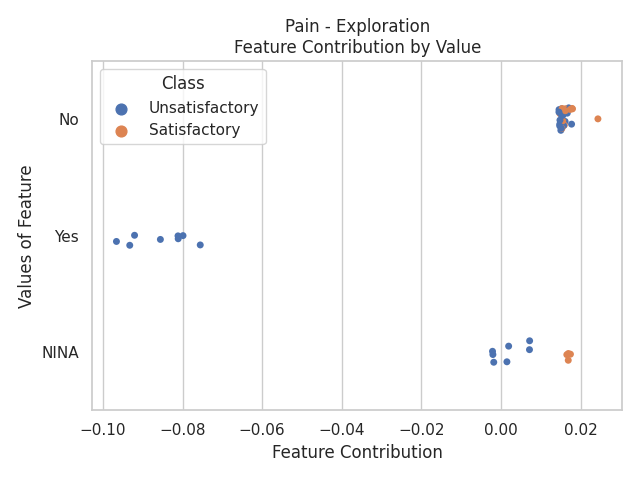 Pain - Exploration
Feature Contribution by Value
Class
Unsatisfactory
Satisfactory
Values of Feature
No
Yes
NINA
−0.10 −0.08 −0.06 −0.04 −0.02 0.00 0.02
Feature Contribution